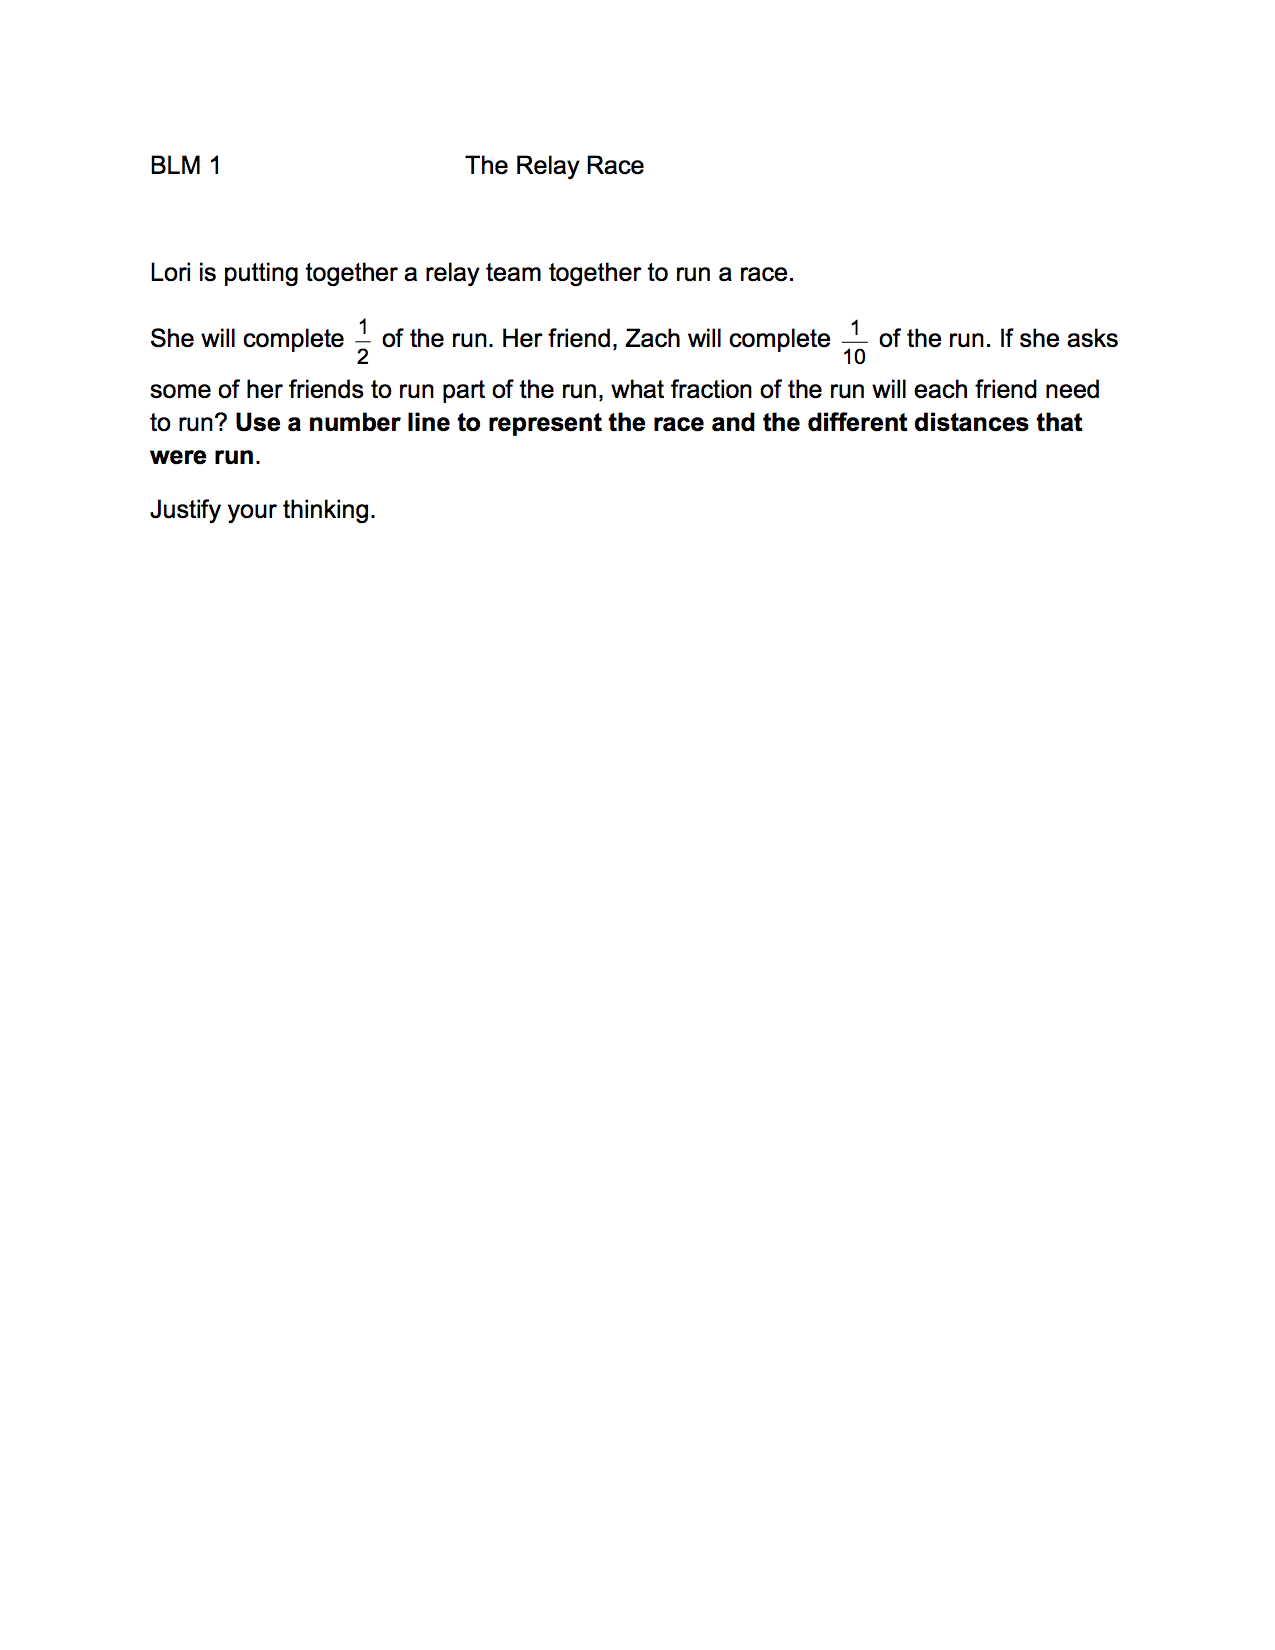 BLM 1 The Relay Race
Lori is putting together a relay team together to run a race.
She will complete 1/2 of the run. Her friend, Zach will complete 1/10 of the run. If she asks
some of her friends to run part of the run, what fraction of the run will each friend need
to run? Use a number line to represent the race and the different distances that
were run.
Justify your thinking.